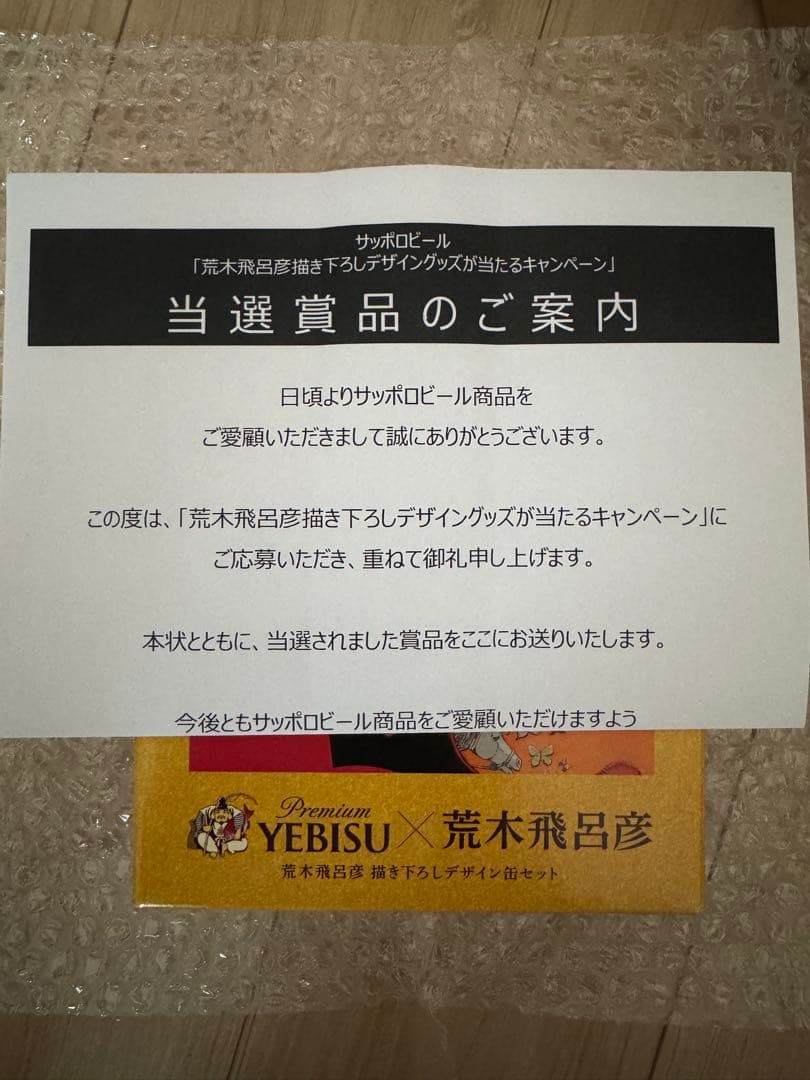 サッポロビール
「荒木飛呂彦描き下ろしデザイングッズが当たるキャンペーン」
当選賞品のご案内
日頃よりサッポロビール商品を
ご愛顧いただきまして誠にありがとうございます。
この度は、「荒木飛呂彦描き下ろしデザイングッズが当たるキャンペーン」に
ご応募いただき、重ねて御礼申し上げます。
本状とともに、当選されました賞品をここにお送りいたします。
今後ともサッポロビール商品をご愛顧いただけますよう
Premium
YEBISU×荒木飛呂彦
荒木飛呂彦 描き下ろしデザイン缶セット